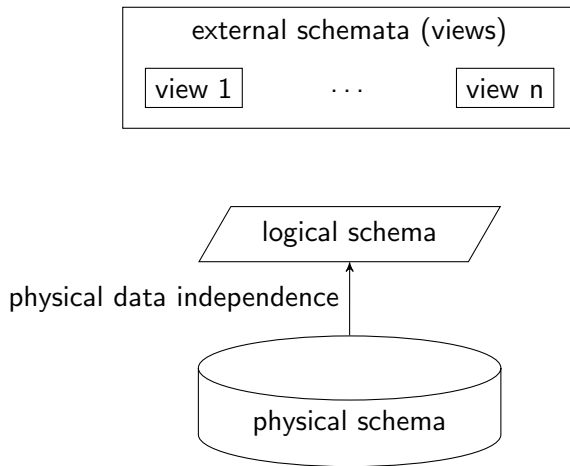 external schemata (views)
view 1 ... view n
logical schema
physical data independence
physical schema